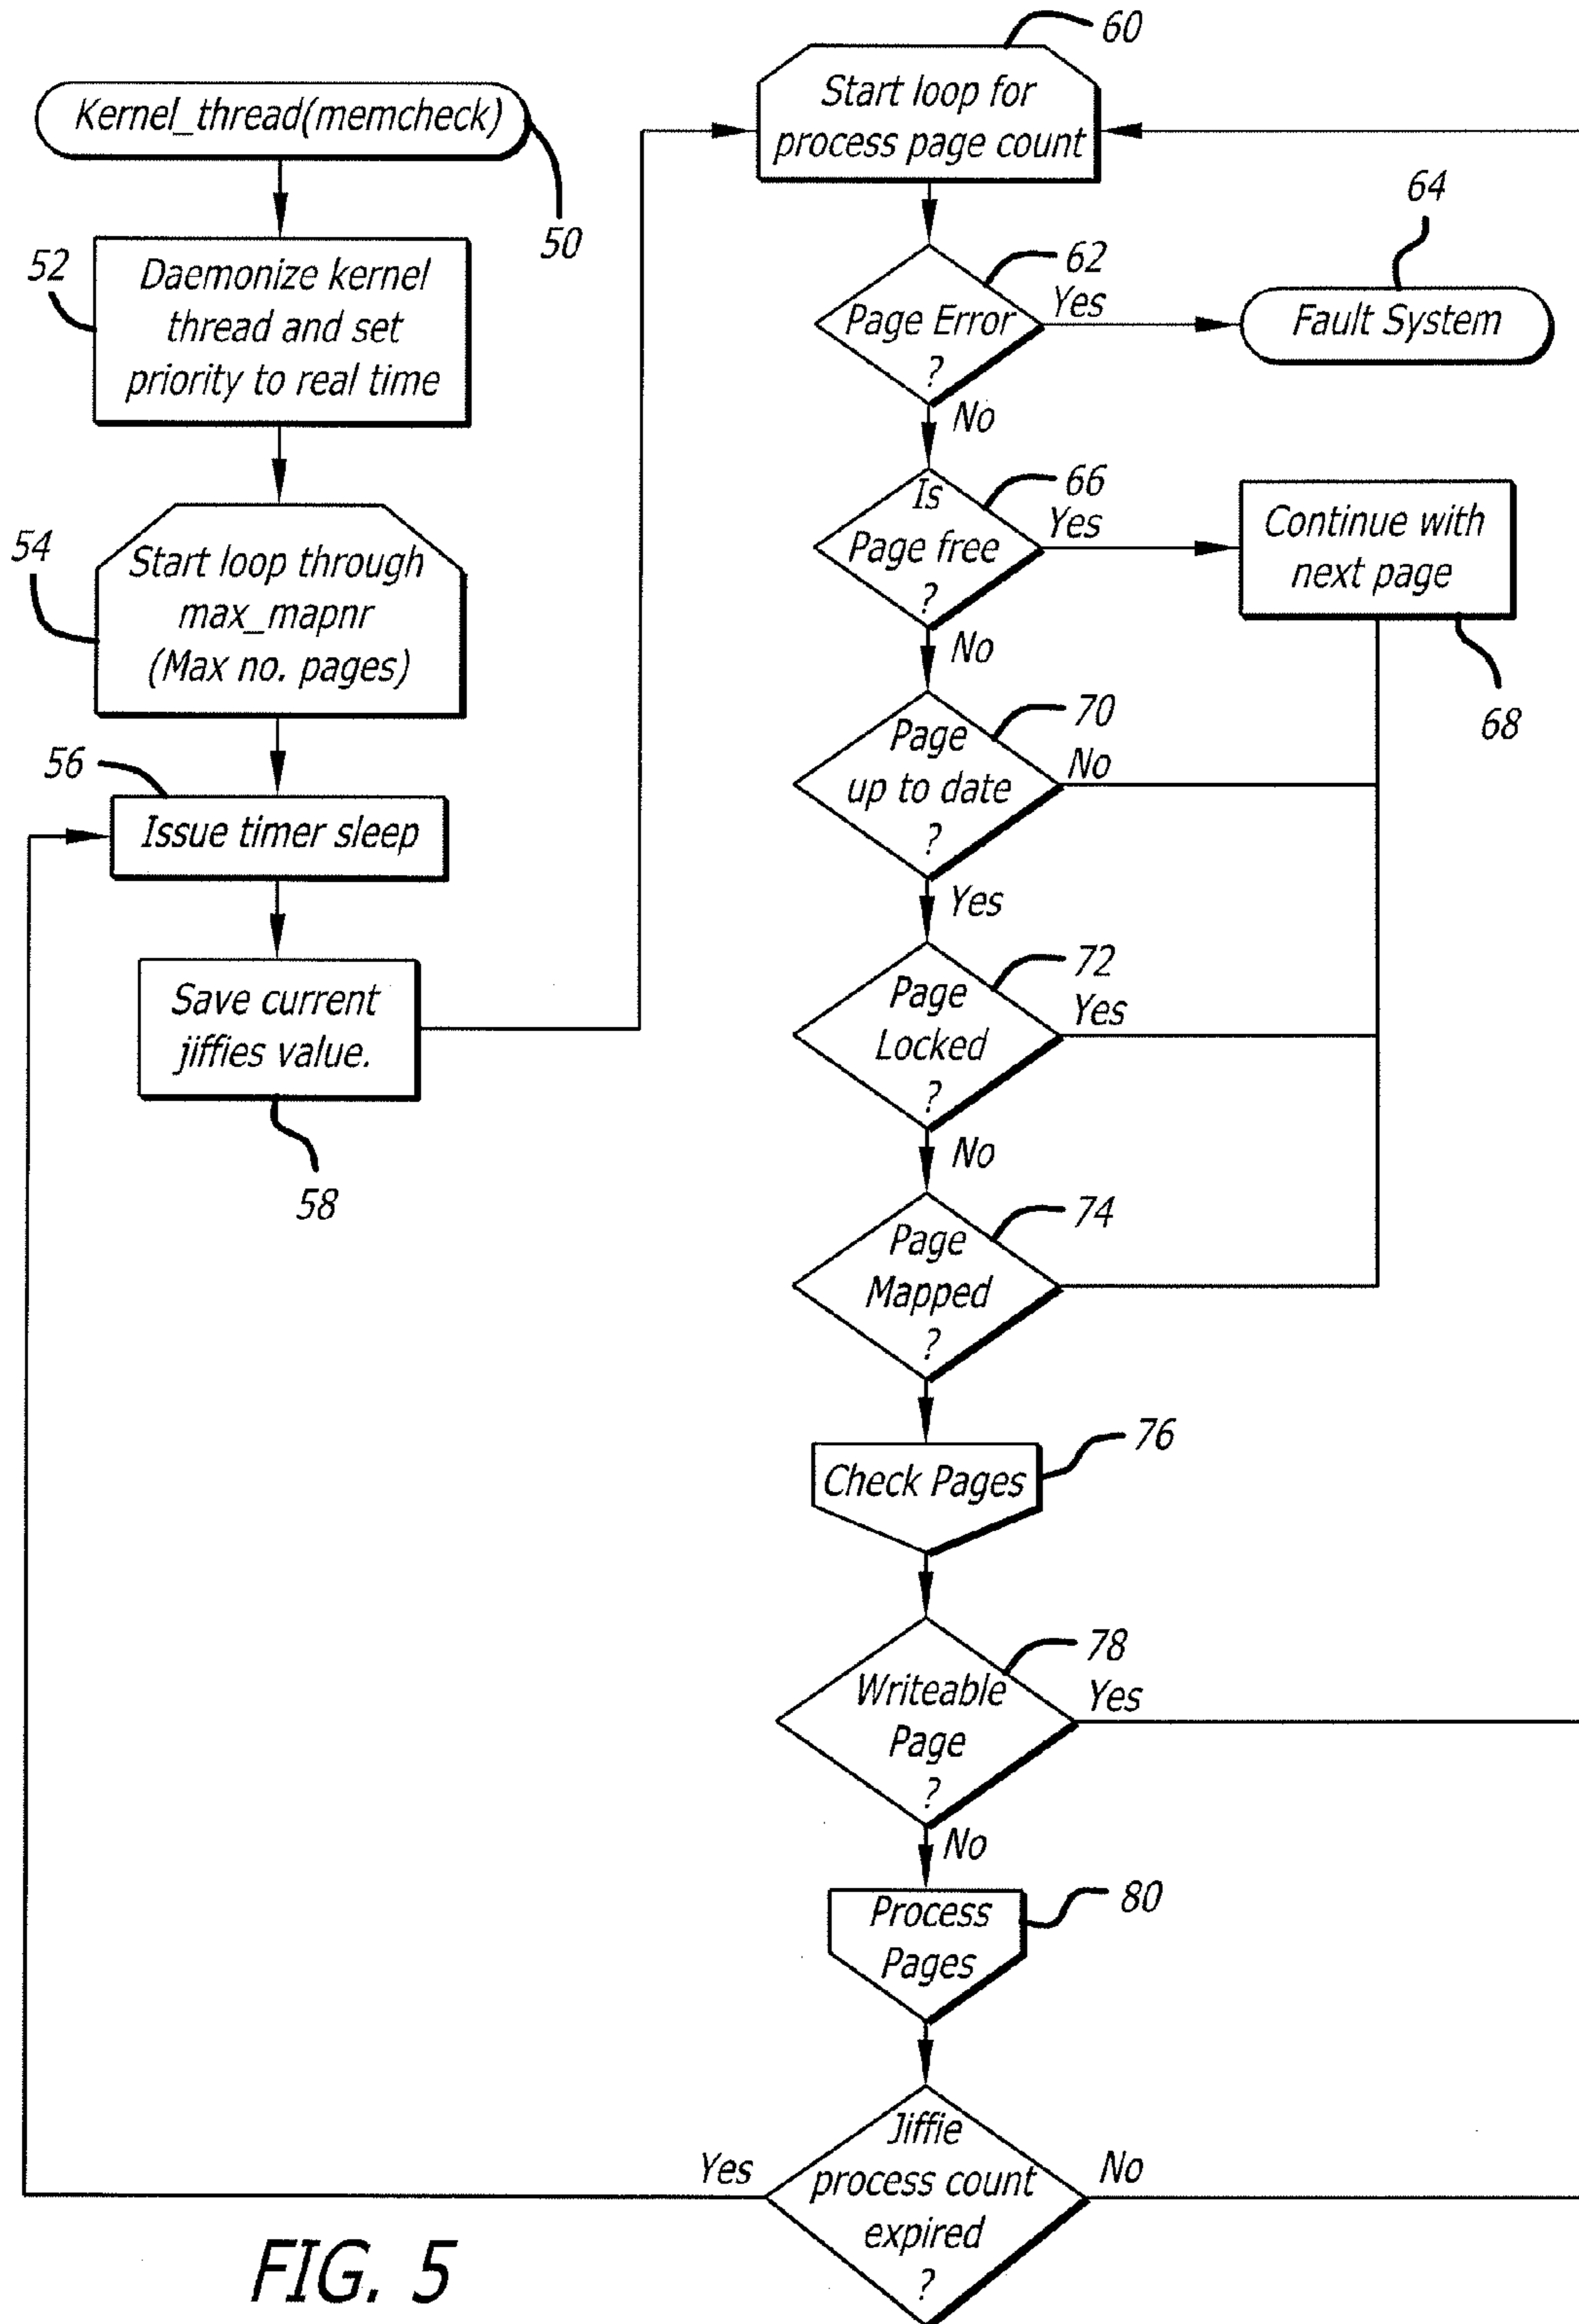 Kernel_thread(memcheck)
50
52
Daemonize kernel
thread and set
priority to real time
54
Start loop through
max_mapnr
(Max no. pages)
56
Issue timer sleep
Save current
jiffies value.
58
60
Start loop for
process page count
62
Page Error
?
Yes
64
Fault System
No
66
Is
Page free
?
Yes
Continue with
next page
68
No
70
Page
up to date
?
No
Yes
72
Page
Locked
?
Yes
No
74
Page
Mapped
?
Check Pages
76
78
Writeable
Page
?
Yes
No
Process
Pages
80
Jiffie
process count
expired
?
Yes
No
FIG. 5